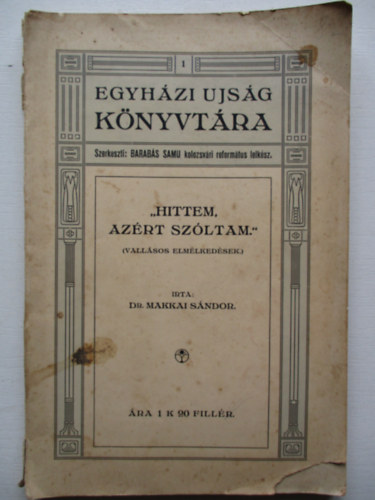 1
EGYHÁZI UJSÁG
KÖNYVTÁRA
Szerkeszti: BARABÁS SAMU kolozsvári református lelkész.
„HITTEM,
AZÉRT SZÓLTAM.“
(VALLÁSOS ELMÉLKEDÉSEK.)
IRTA:
DR. MAKKAI SÁNDOR.
ÁRA 1 K 90 FILLÉR.